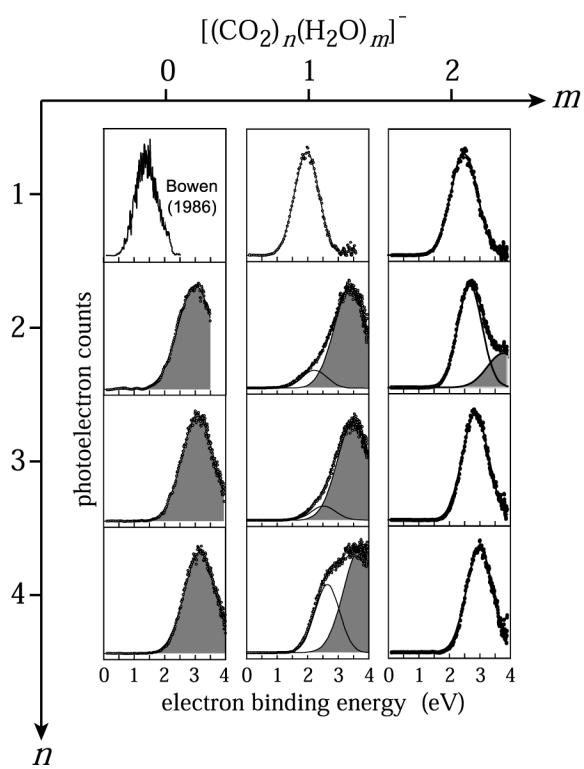 [(CO₂)ₙ(H₂O)ₘ]⁻
0 1 2 m
1
Bowen
(1986)
2
3
4
photoelectron counts
0 1 2 3 4 0 1 2 3 4 0 1 2 3 4
electron binding energy (eV)
n